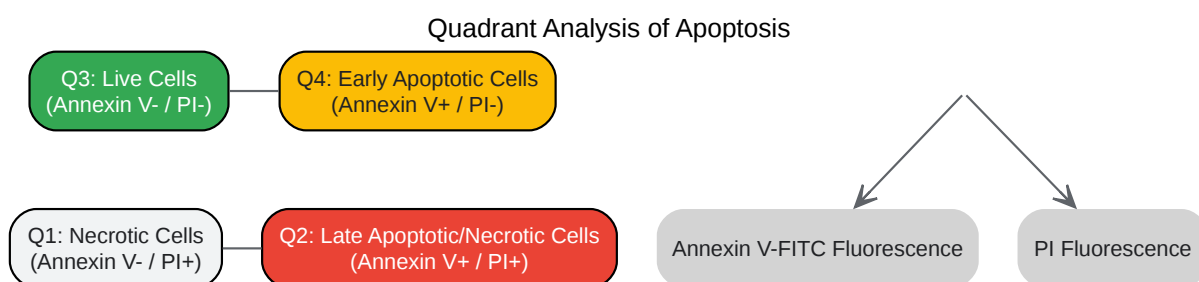 Quadrant Analysis of Apoptosis
Q3: Live Cells
(Annexin V- / PI-)
Q4: Early Apoptotic Cells
(Annexin V+ / PI-)
Q1: Necrotic Cells
(Annexin V- / PI+)
Q2: Late Apoptotic/Necrotic Cells
(Annexin V+ / PI+)
Annexin V-FITC Fluorescence
PI Fluorescence